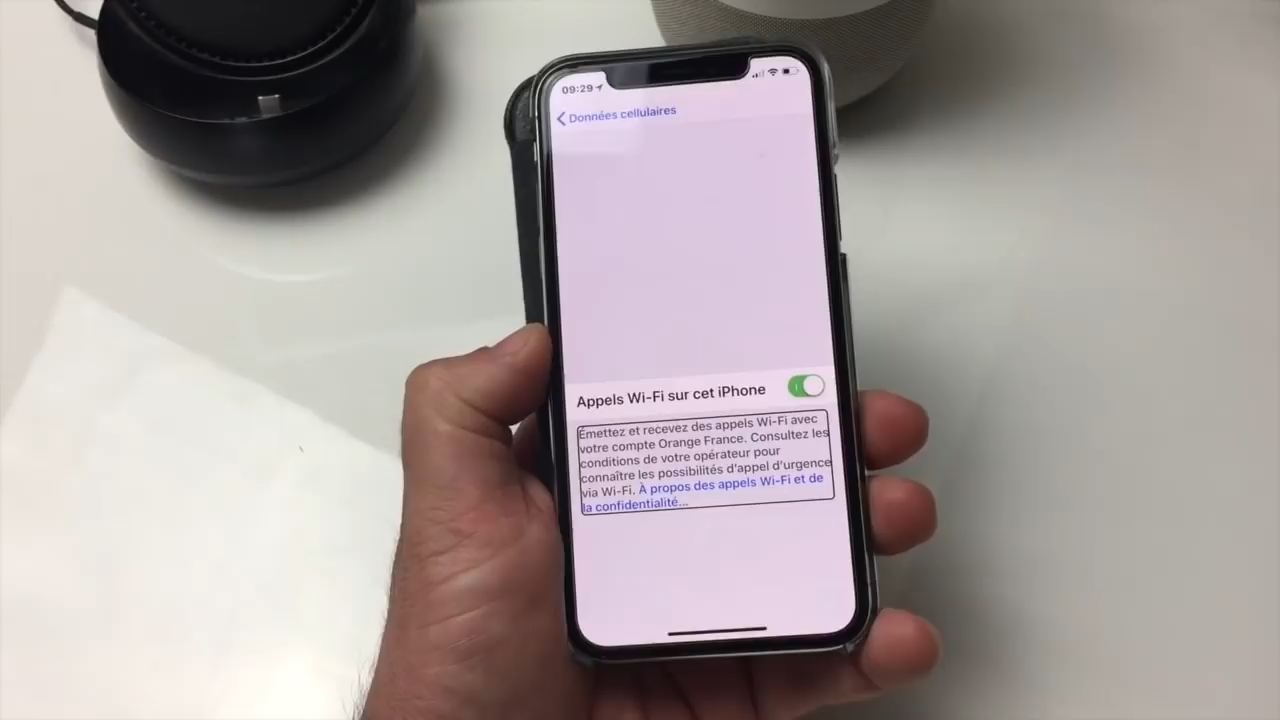 09:29
Données cellulaires
Appels Wi-Fi sur cet iPhone
Émettez et recevez des appels Wi-Fi avec
votre compte Orange France. Consultez les
conditions de votre opérateur pour
connaître les possibilités d'appel d'urgence
via Wi-Fi. À propos des appels Wi-Fi et de
la confidentialité...